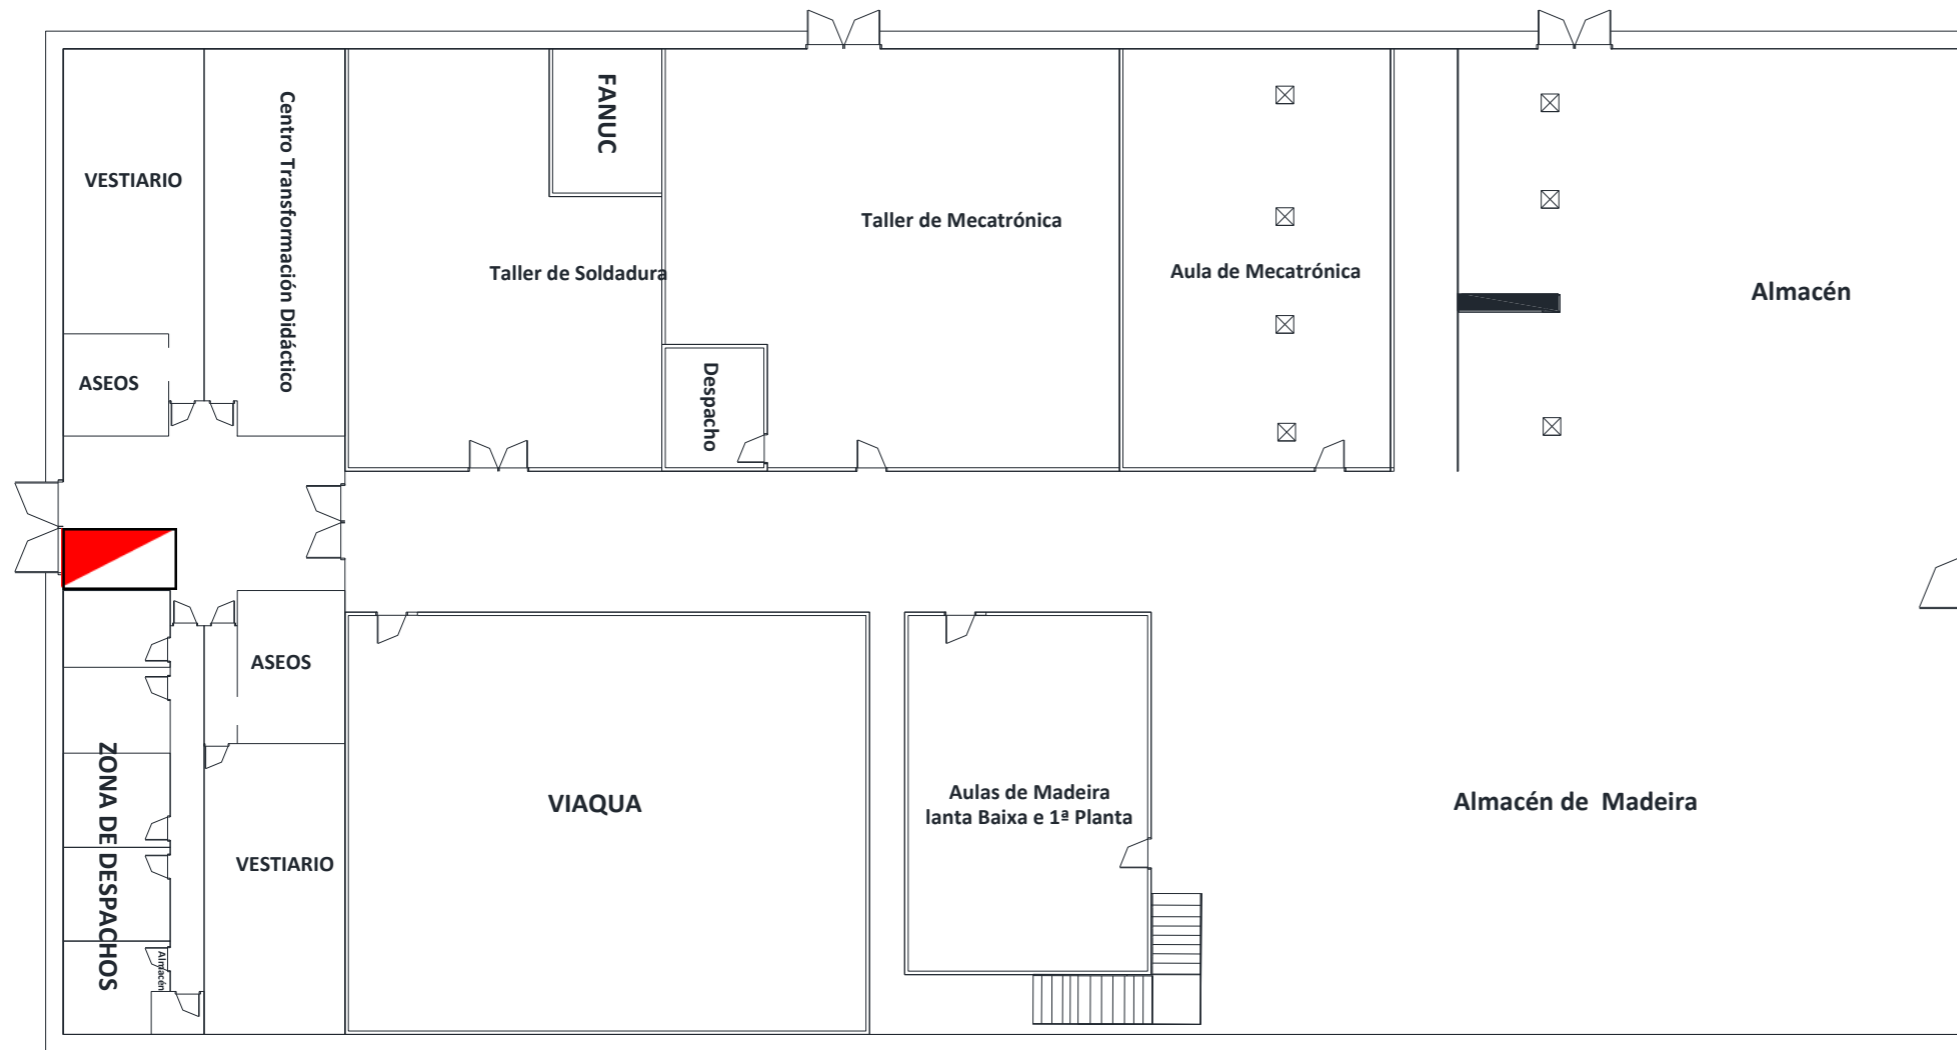 FANUC
Centro Transformación Didáctico
VESTIARIO
Taller de Mecatrónica
Taller de Soldadura
Aula de Mecatrónica
Almacén
ASEOS
Despacho
ASEOS
ZONA DE DESPACHOS
VIAQUA
Aulas de Madeira
lanta Baixa e 1ª Planta
Almacén de Madeira
VESTIARIO
Almacén